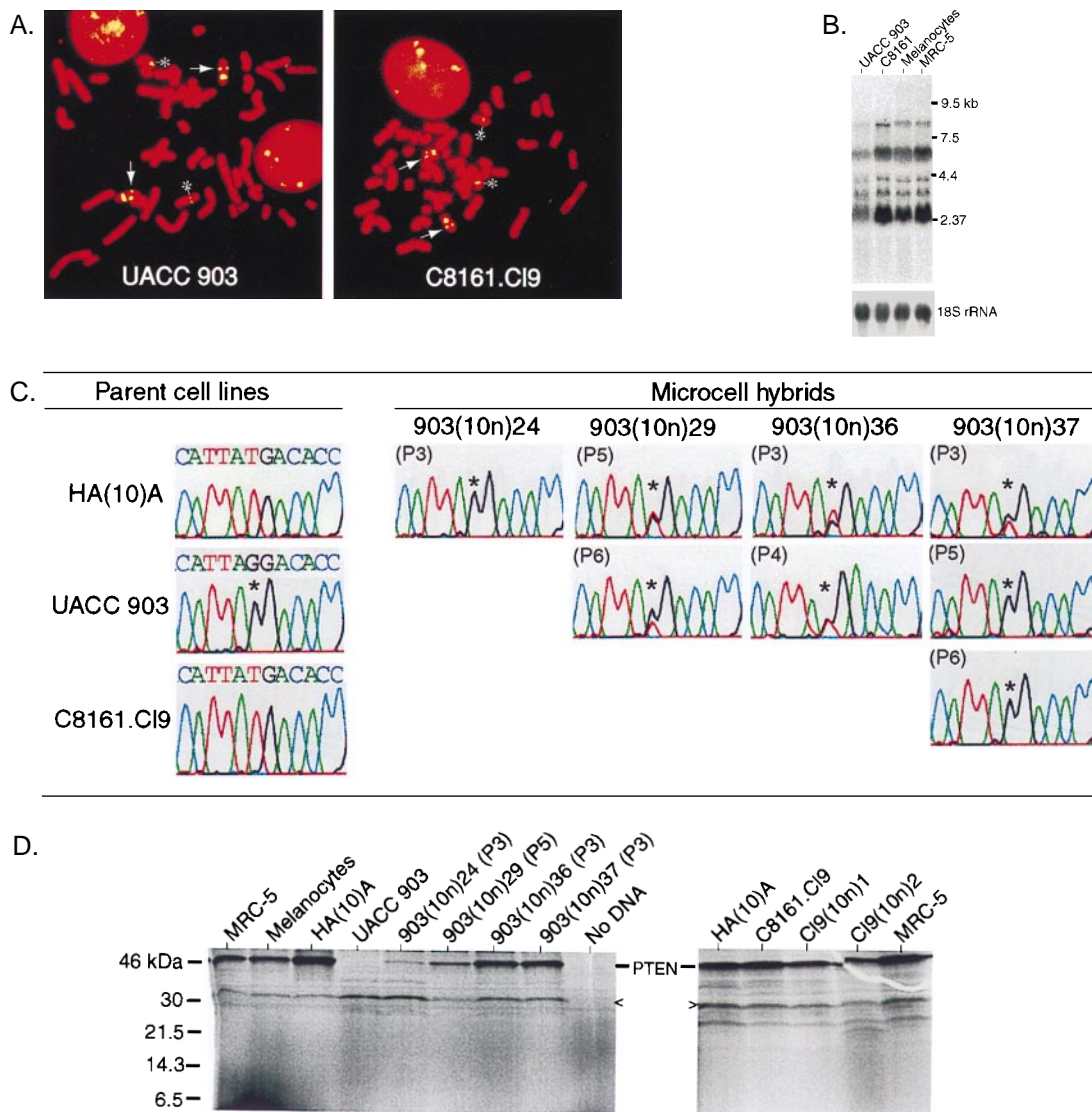 A.
UACC 903
*
*
C8161.Cl9
*
*
B.
UACC 903
C8161
Melanocytes
MRC-5
9.5 kb
7.5
4.4
2.37
18S rRNA
C.
Parent cell lines
Microcell hybrids
903(10n)24
903(10n)29
903(10n)36
903(10n)37
HA(10)A
CATTATGACACC
(P3)
*
(P5)
*
(P3)
*
(P3)
*
UACC 903
CATTAGGACACC
*
(P6)
*
(P4)
*
(P5)
*
C8161.Cl9
CATTATGACACC
(P6)
*
D.
MRC-5
Melanocytes
HA(10)A
UACC 903
903(10n)24 (P3)
903(10n)29 (P5)
903(10n)36 (P3)
903(10n)37 (P3)
No DNA
HA(10)A
C8161.Cl9
Cl9(10n)1
Cl9(10n)2
MRC-5
46 kDa
PTEN
30
<
>
21.5
14.3
6.5